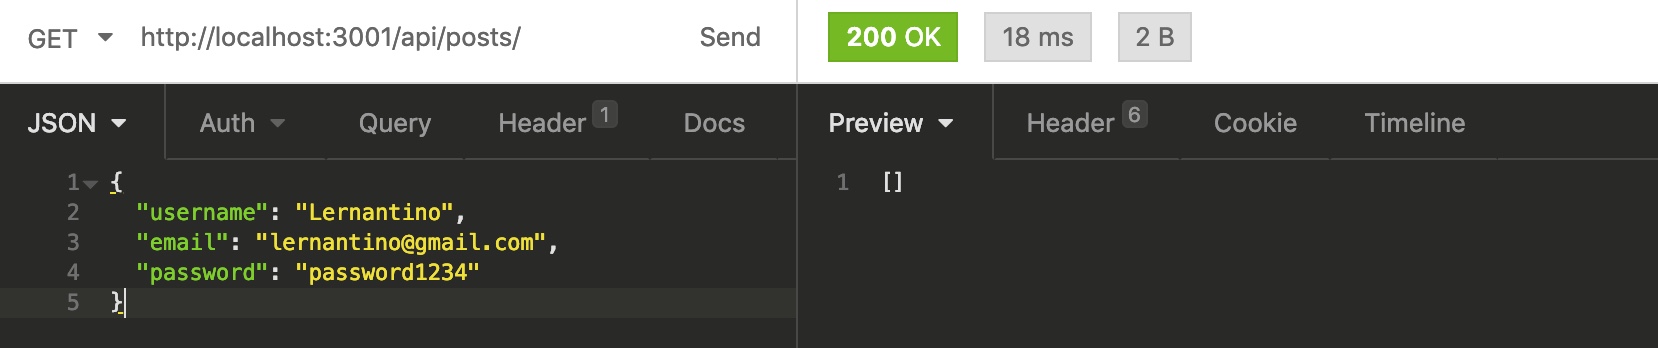 GET http://localhost:3001/api/posts/ Send 200 OK 18 ms 2 B
JSON Auth Query Header 1 Docs Preview Header 6 Cookie Timeline
1 {
2 "username": "Lernantino",
3 "email": "lernantino@gmail.com",
4 "password": "password1234"
5 }
1 []